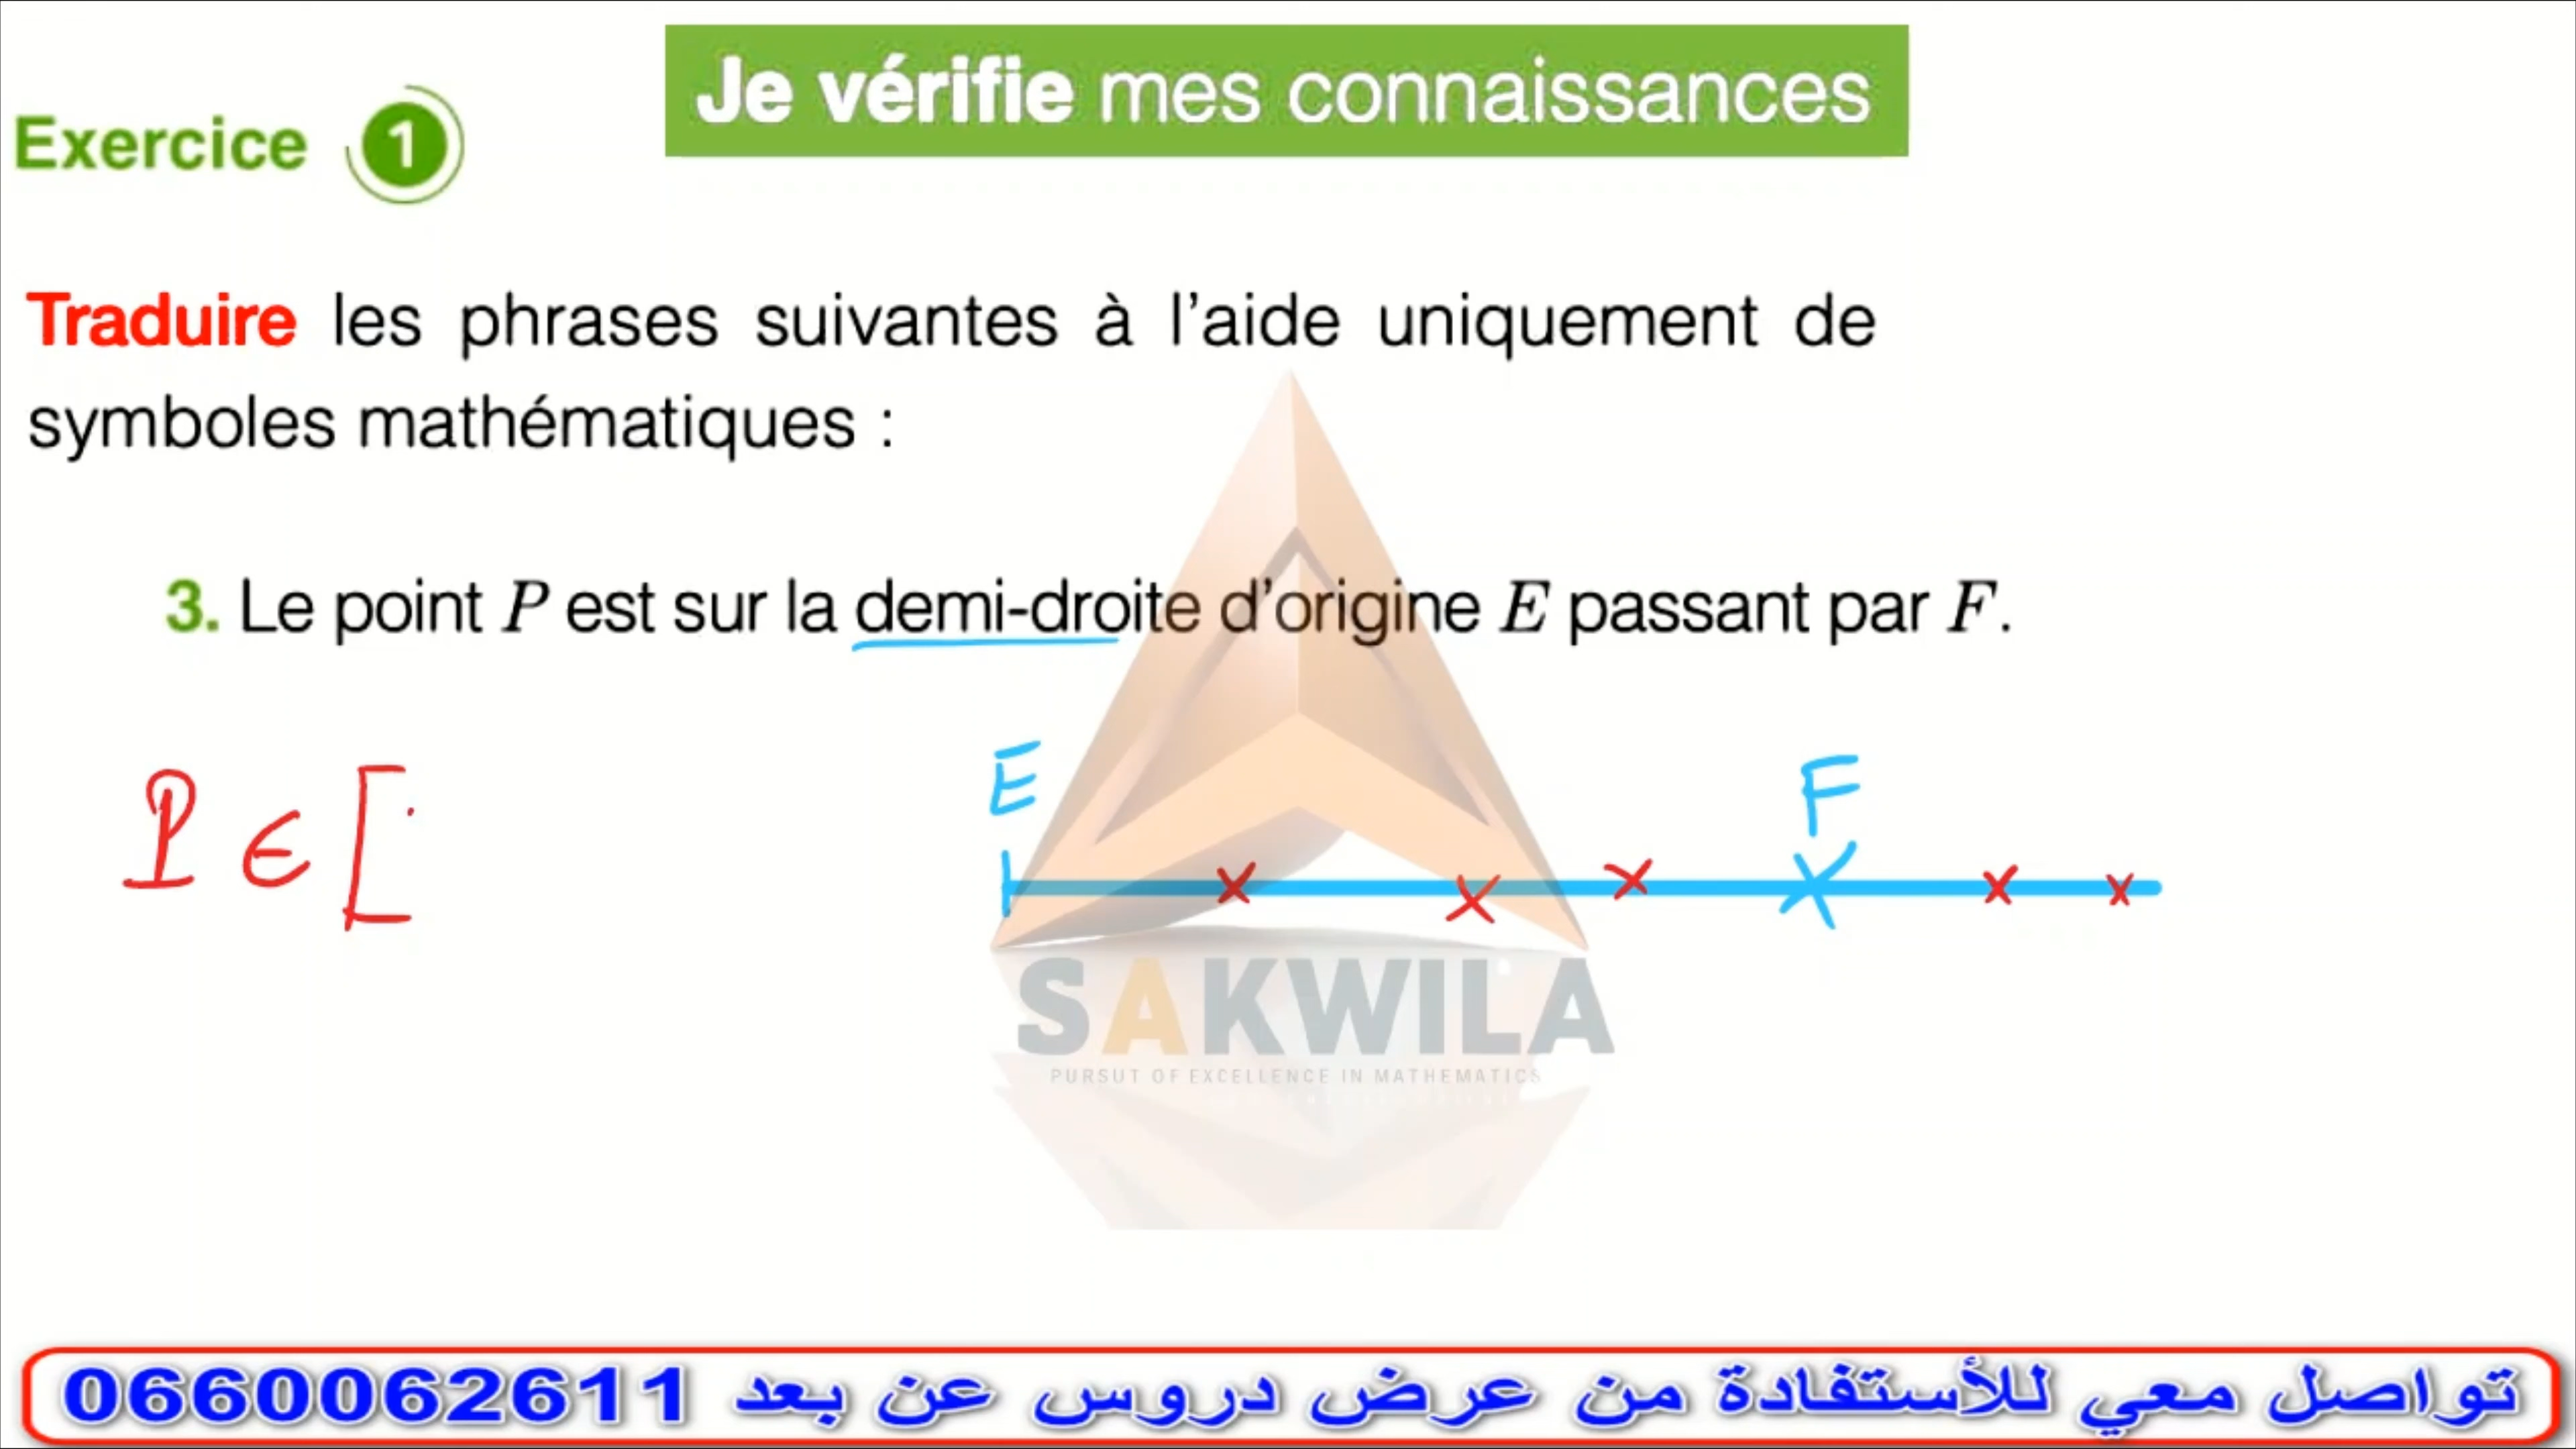 Je vérifie mes connaissances
Exercice 1
Traduire les phrases suivantes à l'aide uniquement de
symboles mathématiques :
3. Le point P est sur la demi-droite d'origine E passant par F.
P ∈ [
E F
SAKWILA
PURSUT OF EXCELLENCE IN MATHEMATICS
تواصل معي للأستفادة من عرض دروس عن بعد 0660062611